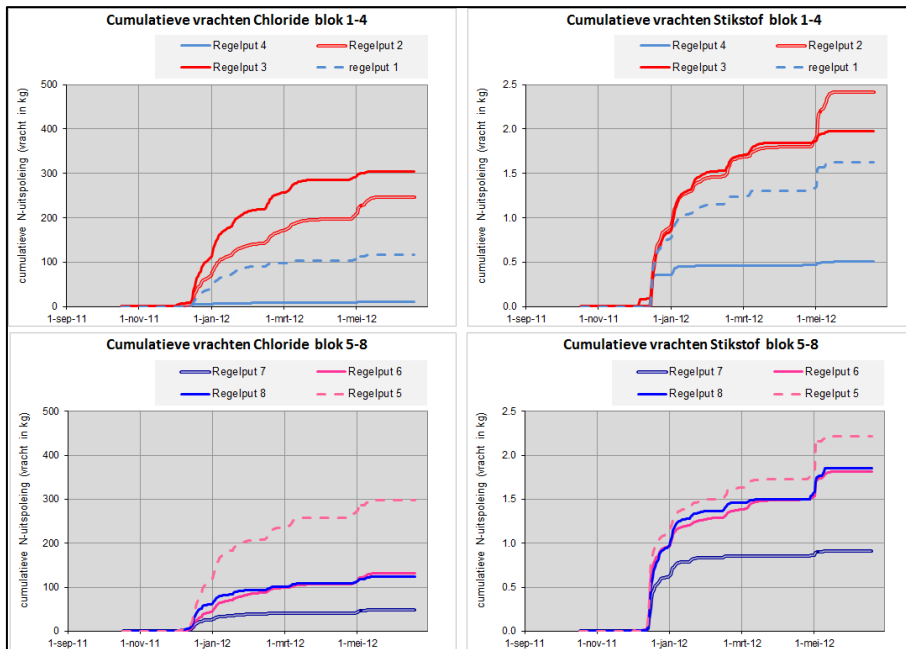 Cumulatieve vrachten Chloride blok 1-4
Regelput 4
Regelput 2
Regelput 3
regelput 1
cumulatieve N-uitspoeling (vracht in kg)
500
400
300
200
100
0
1-sep-11
1-nov-11
1-jan-12
1-mrt-12
1-mei-12
Cumulatieve vrachten Stikstof blok 1-4
Regelput 4
Regelput 2
Regelput 3
regelput 1
cumulatieve N-uitspoeling (vracht in kg)
2.5
2.0
1.5
1.0
0.5
0.0
1-sep-11
1-nov-11
1-jan-12
1-mrt-12
1-mei-12
Cumulatieve vrachten Chloride blok 5-8
Regelput 7
Regelput 6
Regelput 8
Regelput 5
cumulatieve N-uitspoeling (vracht in kg)
500
400
300
200
100
0
1-sep-11
1-nov-11
1-jan-12
1-mrt-12
1-mei-12
Cumulatieve vrachten Stikstof blok 5-8
Regelput 7
Regelput 6
Regelput 8
Regelput 5
cumulatieve N-uitspoeling (vracht in kg)
2.5
2.0
1.5
1.0
0.5
0.0
1-sep-11
1-nov-11
1-jan-12
1-mrt-12
1-mei-12